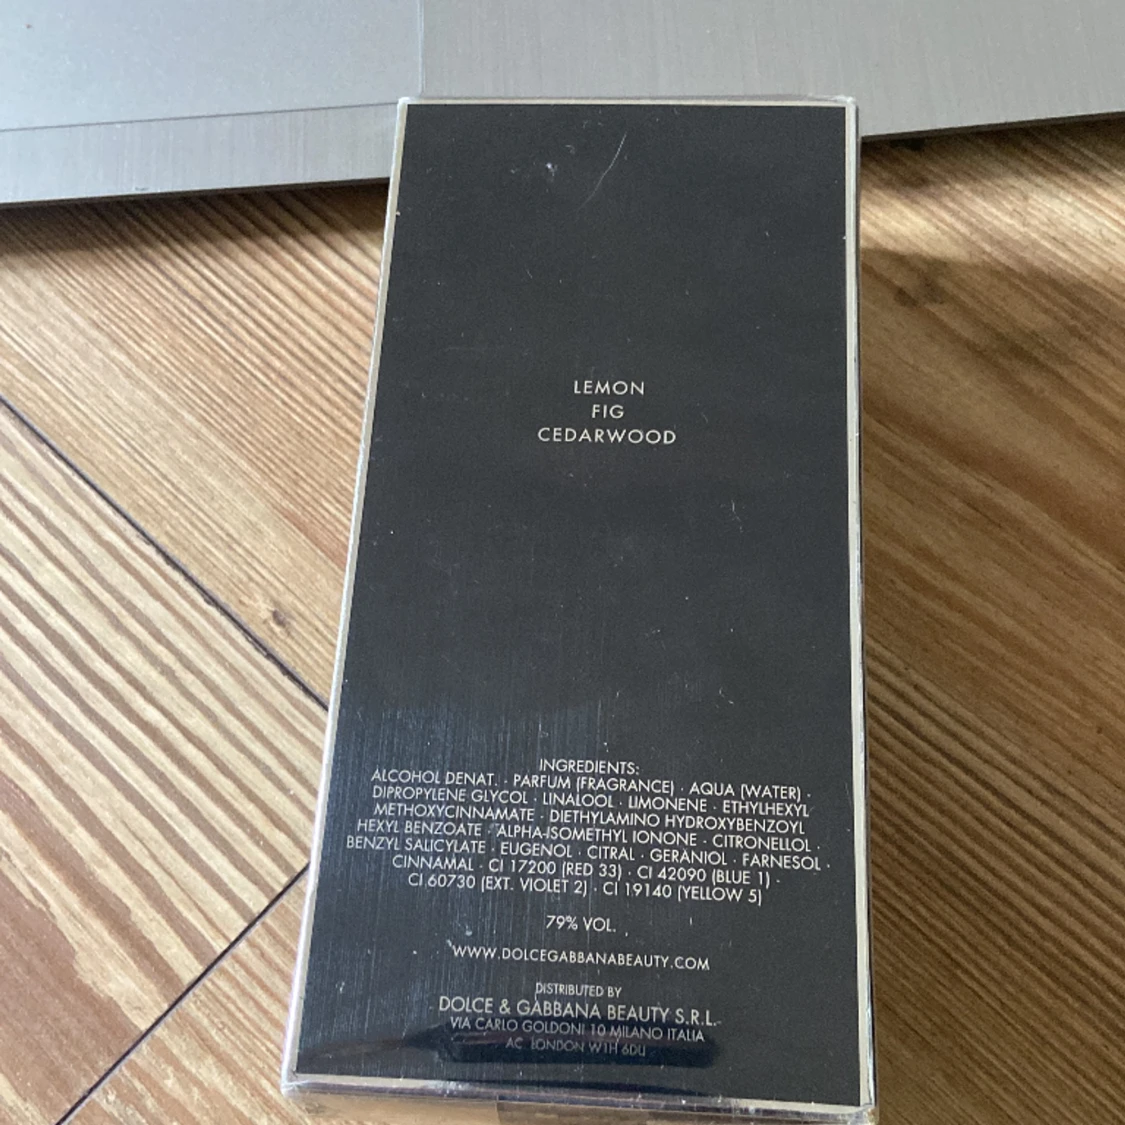 LEMON
FIG
CEDARWOOD
INGREDIENTS:
ALCOHOL DENAT. · PARFUM (FRAGRANCE) · AQUA (WATER) ·
DIPROPYLENE GLYCOL · LINALOOL · LIMONENE · ETHYLHEXYL
METHOXYCINNAMATE · DIETHYLAMINO HYDROXYBENZOYL
HEXYL BENZOATE · ALPHA-ISOMETHYL IONONE · CITRONELLOL ·
BENZYL SALICYLATE · EUGENOL · CITRAL · GERANIOL · FARNESOL ·
CINNAMAL · CI 17200 (RED 33) · CI 42090 (BLUE 1) ·
CI 60730 (EXT. VIOLET 2) · CI 19140 (YELLOW 5)
79% VOL.
WWW.DOLCEGABBANABEAUTY.COM
DISTRIBUTED BY
DOLCE & GABBANA BEAUTY S.R.L.
VIA CARLO GOLDONI 10 MILANO ITALIA
AC LONDON W1H 6DU